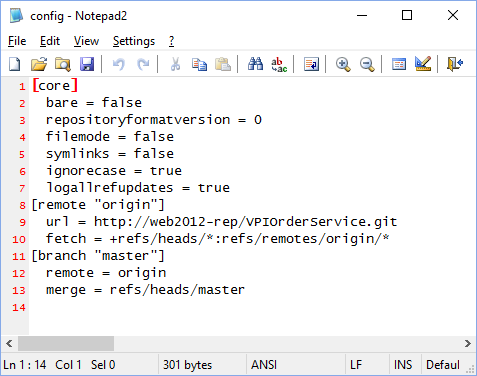 config - Notepad2
File Edit View Settings ?
1 [core]
2 bare = false
3 repositoryformatversion = 0
4 filemode = false
5 symlinks = false
6 ignorecase = true
7 logallrefupdates = true
8 [remote "origin"]
9 url = http://web2012-rep/VPIOrderService.git
10 fetch = +refs/heads/*:refs/remotes/origin/*
11 [branch "master"]
12 remote = origin
13 merge = refs/heads/master
14
Ln 1 : 14 Col 1 Sel 0 301 bytes ANSI LF INS Defaul